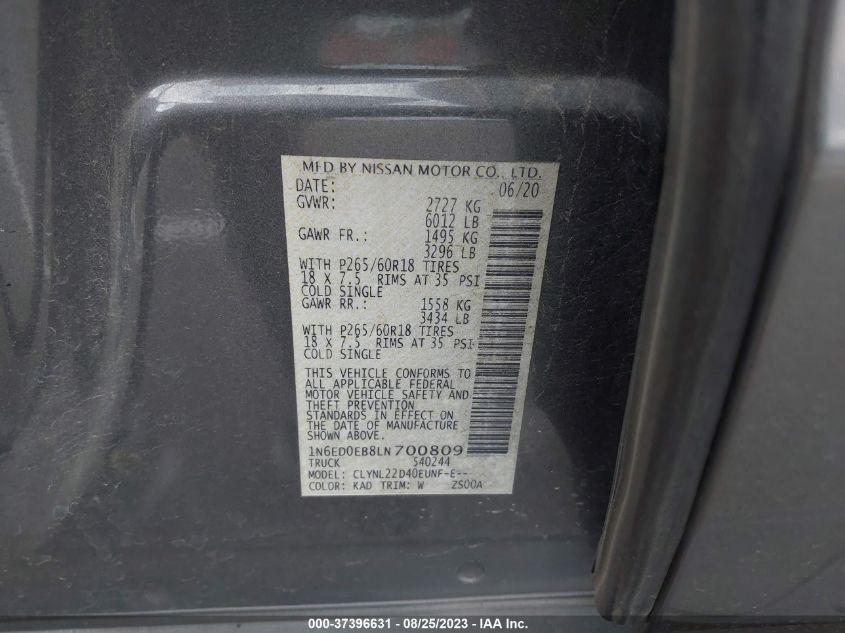 MFD BY NISSAN MOTOR CO., LTD.
DATE: 06/20
GVWR: 2727 KG
6012 LB
GAWR FR.: 1495 KG
3296 LB
WITH P265/60R18 TIRES
18 X 7.5 RIMS AT 35 PSI
COLD SINGLE
GAWR RR.: 1558 KG
3434 LB
WITH P265/60R18 TIRES
18 X 7.5 RIMS AT 35 PSI
COLD SINGLE
THIS VEHICLE CONFORMS TO
ALL APPLICABLE FEDERAL
MOTOR VEHICLE SAFETY AND
THEFT PREVENTION
STANDARDS IN EFFECT ON
THE DATE OF MANUFACTURE
SHOWN ABOVE.
1N6ED0EB8LN700809
TRUCK 540244
MODEL: CLYNL22D40EUNF-E--
COLOR: KAD TRIM: W ZS00A
000-37396631 - 08/25/2023 - IAA Inc.